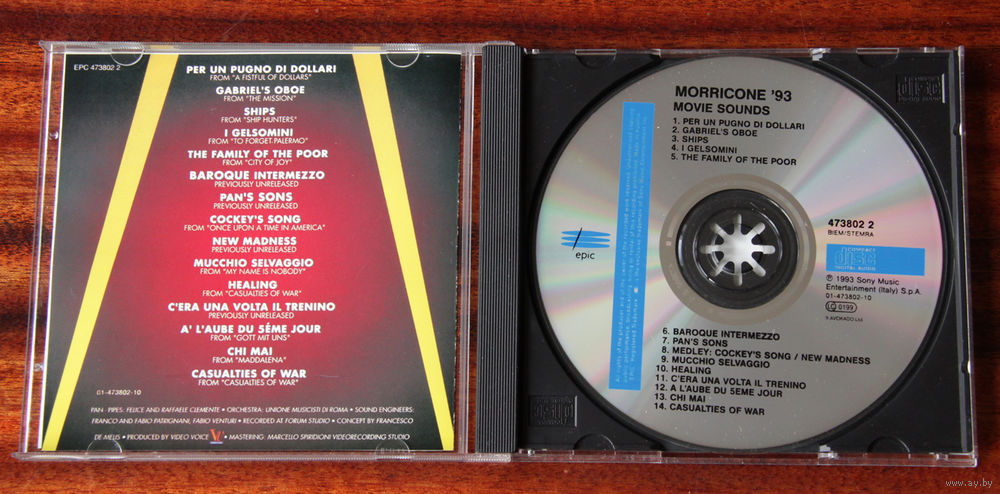 EPC 473802 2
PER UN PUGNO DI DOLLARI
FROM "A FISTFUL OF DOLLARS"
GABRIEL'S OBOE
FROM "THE MISSION"
SHIPS
FROM "SHIP HUNTERS"
I GELSOMINI
FROM "TO FORGET PALERMO"
THE FAMILY OF THE POOR
FROM "CITY OF JOY"
BAROQUE INTERMEZZO
PREVIOUSLY UNRELEASED
PAN'S SONS
PREVIOUSLY UNRELEASED
COCKEY'S SONG
FROM "ONCE UPON A TIME IN AMERICA"
NEW MADNESS
PREVIOUSLY UNRELEASED
MUCCHIO SELVAGGIO
FROM "MY NAME IS NOBODY"
HEALING
FROM "CASUALTIES OF WAR"
C'ERA UNA VOLTA IL TRENINO
PREVIOUSLY UNRELEASED
A' L'AUBE DU 5ÉME JOUR
FROM "GOTT MIT UNS"
CHI MAI
FROM "MADDALENA"
CASUALTIES OF WAR
FROM "CASUALTIES OF WAR"
01-473802-10
PAN- PIPES: FELICE AND RAFFAELE CLEMENTE • ORCHESTRA: UNIONE MUSICISTI DI ROMA • SOUND ENGINEERS:
FRANCO AND FABIO PATRIGNANI, FABIO VENTURI • RECORDED AT FORUM STUDIO • CONCEPT BY FRANCESCO
DE MELIS • PRODUCED BY VIDEO VOICE • MASTERING: MARCELLO SPIRIDIONI VIDEORECORDING STUDIO
MORRICONE '93
MOVIE SOUNDS
1. PER UN PUGNO DI DOLLARI
2. GABRIEL'S OBOE
3. SHIPS
4. I GELSOMINI
5. THE FAMILY OF THE POOR
epic
473802 2
BIEM/STEMRA
COMPACT
disc
DIGITAL AUDIO
℗ 1993 Sony Music
Entertainment (Italy) S.p.A.
01-473802-10
LC 0199
6. BAROQUE INTERMEZZO
7. PAN'S SONS
8. MEDLEY: COCKEY'S SONG / NEW MADNESS
9. MUCCHIO SELVAGGIO
10. HEALING
11. C'ERA UNA VOLTA IL TRENINO
12. A L'AUBE DU 5EME JOUR
13. CHI MAI
14. CASUALTIES OF WAR
disc
disc
www.ay.by